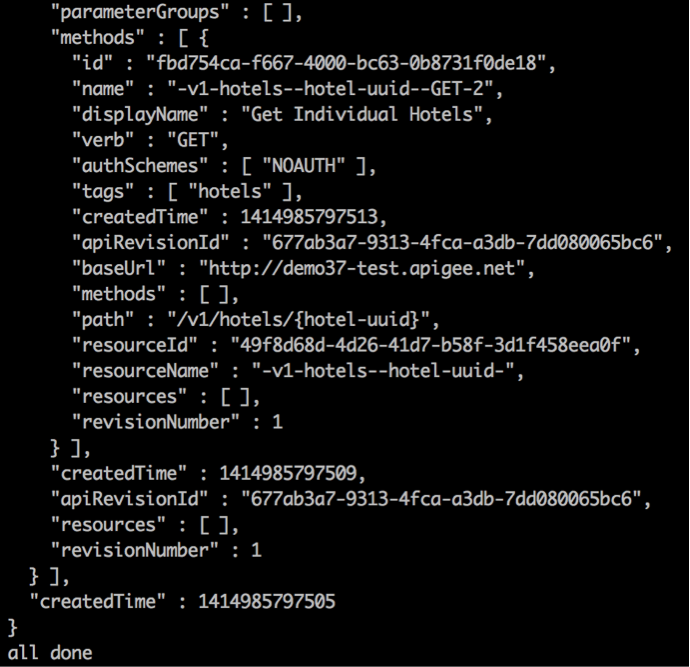 "parameterGroups" : [ ],
"methods" : [ {
"id" : "fbd754ca-f667-4000-bc63-0b8731f0de18",
"name" : "-v1-hotels--hotel-uuid--GET-2",
"displayName" : "Get Individual Hotels",
"verb" : "GET",
"authSchemes" : [ "NOAUTH" ],
"tags" : [ "hotels" ],
"createdTime" : 1414985797513,
"apiRevisionId" : "677ab3a7-9313-4fca-a3db-7dd080065bc6",
"baseUrl" : "http://demo37-test.apigee.net",
"methods" : [ ],
"path" : "/v1/hotels/{hotel-uuid}",
"resourceId" : "49f8d68d-4d26-41d7-b58f-3d1f458eea0f",
"resourceName" : "-v1-hotels--hotel-uuid-",
"resources" : [ ],
"revisionNumber" : 1
} ],
"createdTime" : 1414985797509,
"apiRevisionId" : "677ab3a7-9313-4fca-a3db-7dd080065bc6",
"resources" : [ ],
"revisionNumber" : 1
} ],
"createdTime" : 1414985797505
}
all done